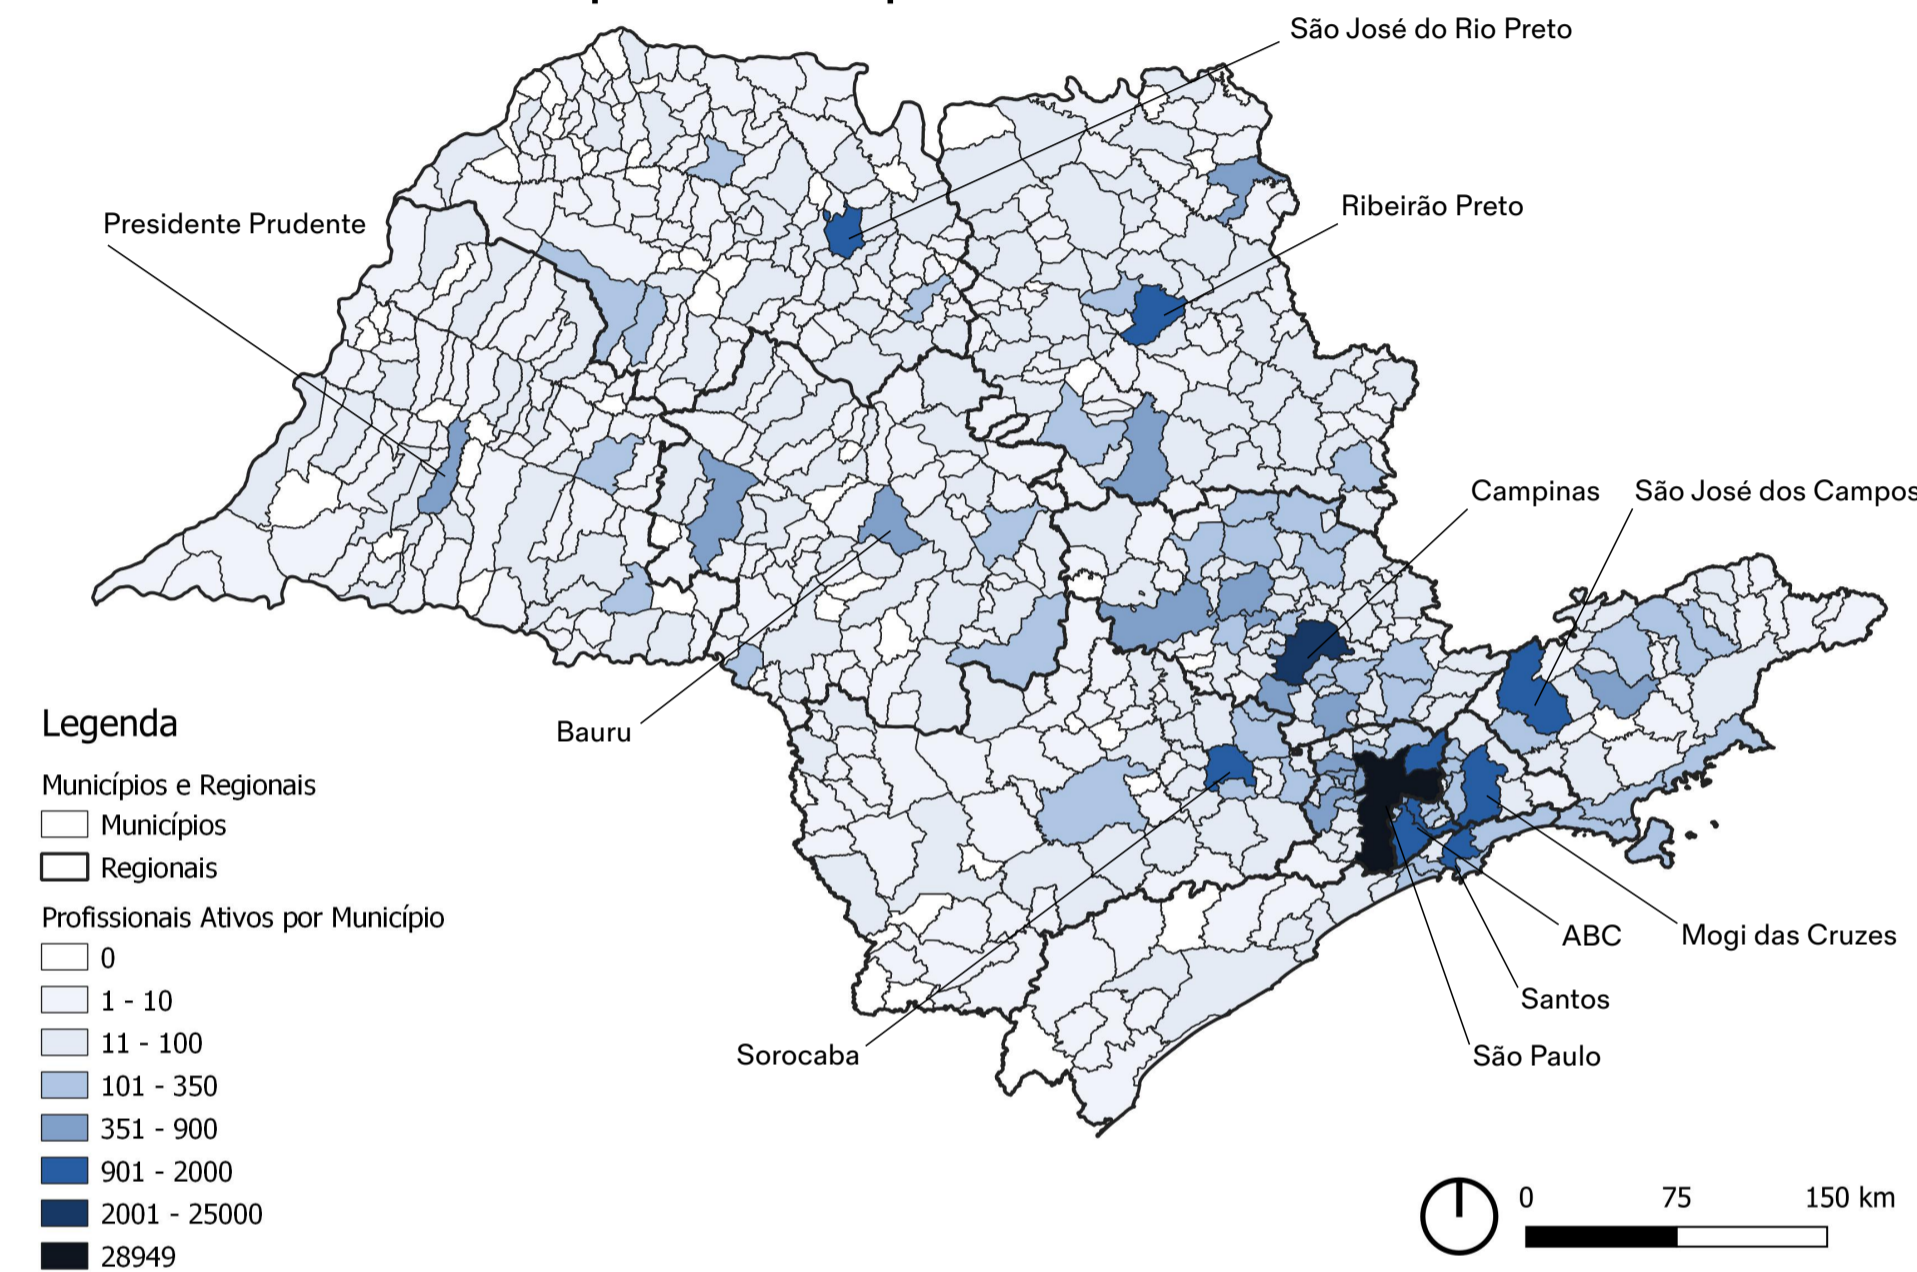 São José do Rio Preto
Ribeirão Preto
Presidente Prudente
Campinas
São José dos Campos
Bauru
Legenda
Municípios e Regionais
Municípios
Regionais
Profissionais Ativos por Município
0
1 - 10
11 - 100
101 - 350
351 - 900
901 - 2000
2001 - 25000
28949
ABC
Mogi das Cruzes
Santos
São Paulo
Sorocaba
0 75 150 km